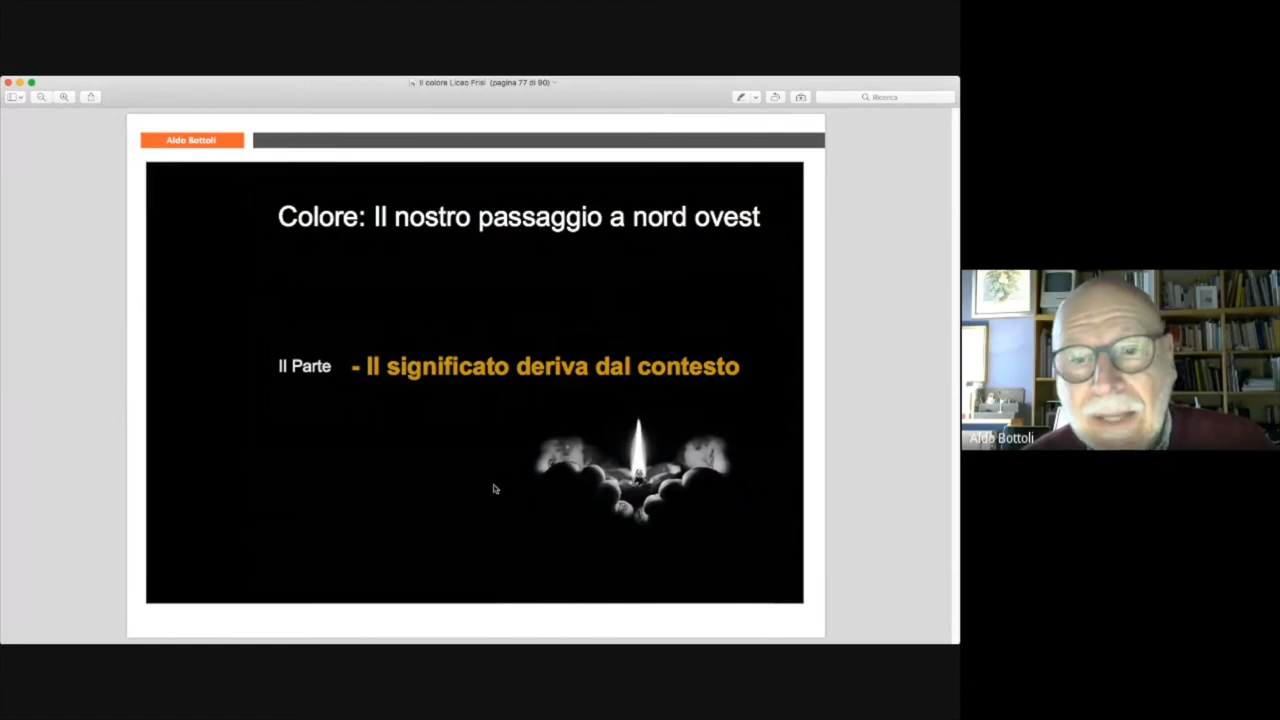 Il colore Liceo Frisi (pagina 77 di 90)
Ricerca
Aldo Bottoli
Colore: Il nostro passaggio a nord ovest
II Parte - Il significato deriva dal contesto
Aldo Bottoli